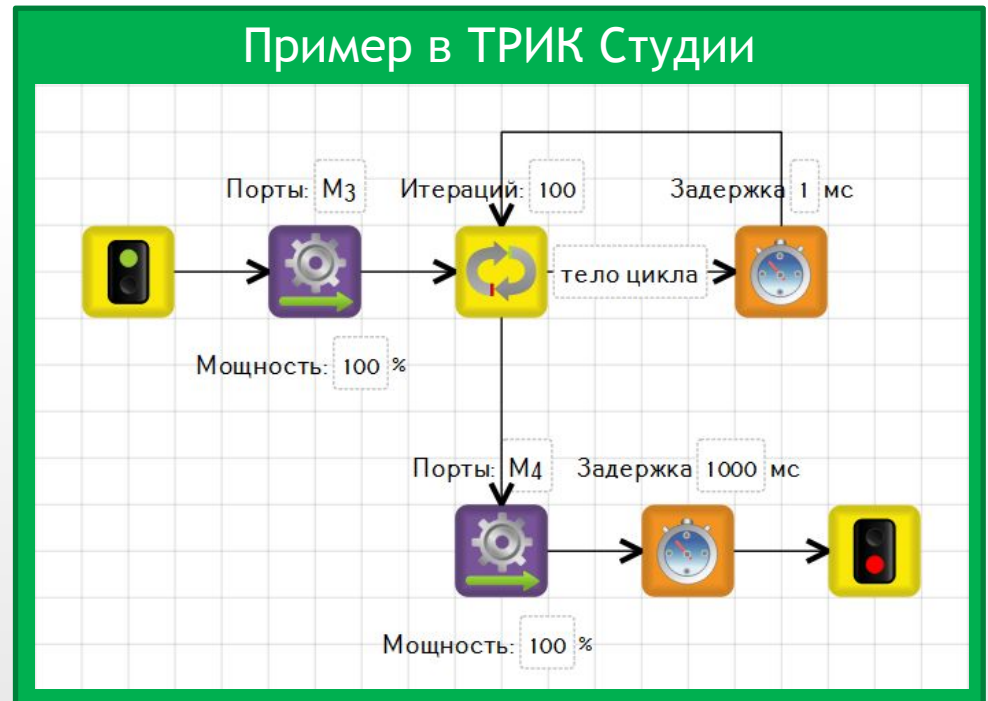 Пример в ТРИК Студии
Порты: М3 Итераций: 100 Задержка 1 мс
тело цикла
Мощность: 100 %
Порты: М4 Задержка 1000 мс
Мощность: 100 %